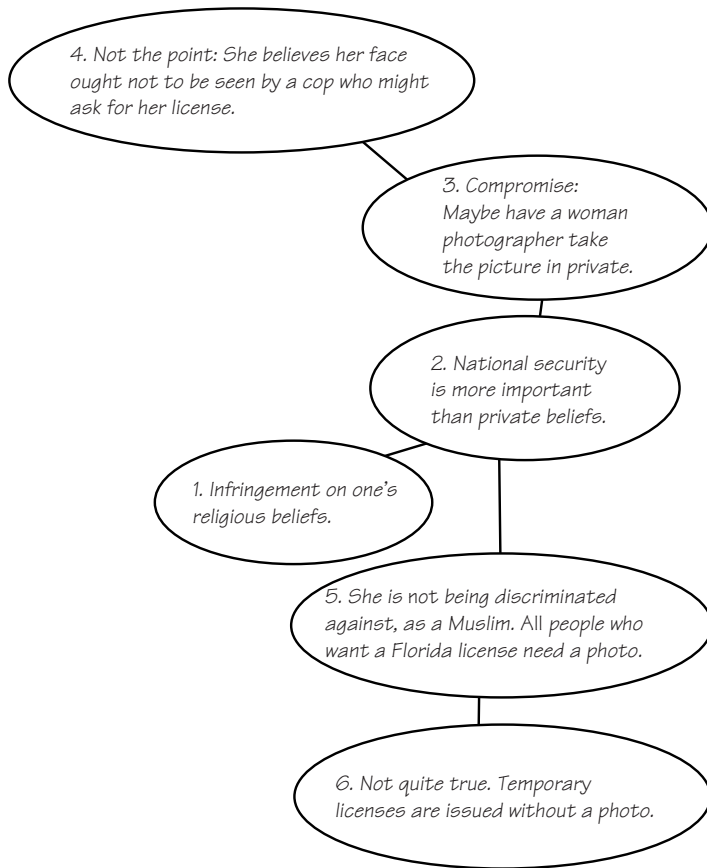 4. Not the point: She believes her face
ought not to be seen by a cop who might
ask for her license.
3. Compromise:
Maybe have a woman
photographer take
the picture in private.
2. National security
is more important
than private beliefs.
1. Infringement on one's
religious beliefs.
5. She is not being discriminated
against, as a Muslim. All people who
want a Florida license need a photo.
6. Not quite true. Temporary
licenses are issued without a photo.